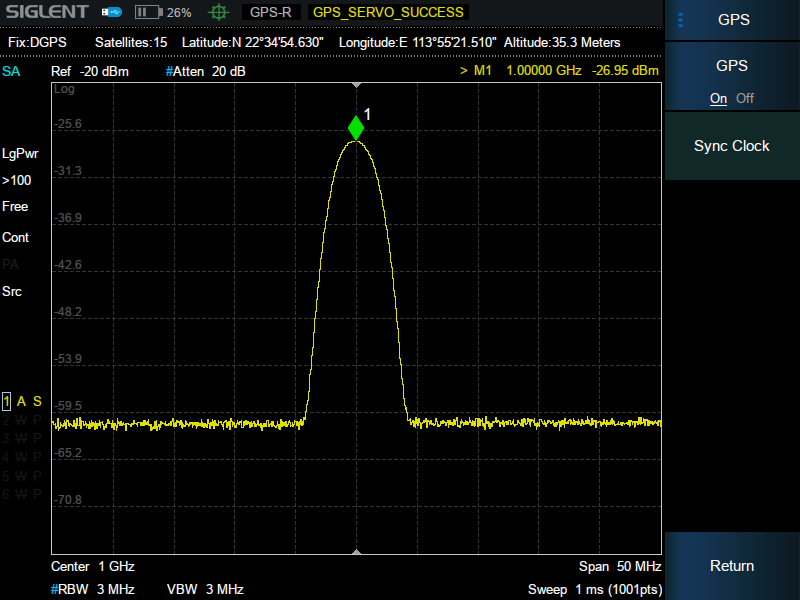 SIGLENT 26% GPS-R GPS_SERVO_SUCCESS GPS
Fix:DGPS Satellites:15 Latitude:N 22°34'54.630" Longitude:E 113°55'21.510" Altitude:35.3 Meters
SA Ref -20 dBm #Atten 20 dB > M1 1.00000 GHz -26.95 dBm
GPS
On Off
Log
1
-25.6
Sync Clock
LgPwr
-31.3
>100
Free
-36.9
Cont
PA
-42.6
Src
-48.2
-53.9
1 A S
-59.5
2 W P
3 W P
4 W P
-65.2
5 W P
6 W P
-70.8
Center 1 GHz Span 50 MHz
Return
#RBW 3 MHz VBW 3 MHz Sweep 1 ms (1001pts)